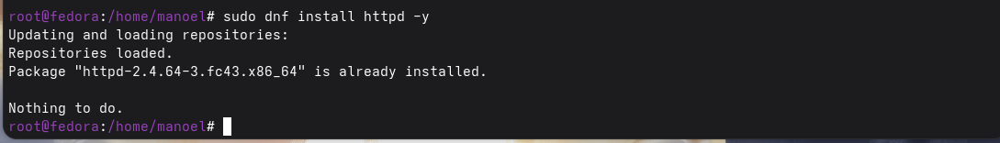 root@fedora:/home/manoel# sudo dnf install httpd -y
Updating and loading repositories:
Repositories loaded.
Package "httpd-2.4.64-3.fc43.x86_64" is already installed.
Nothing to do.
root@fedora:/home/manoel#